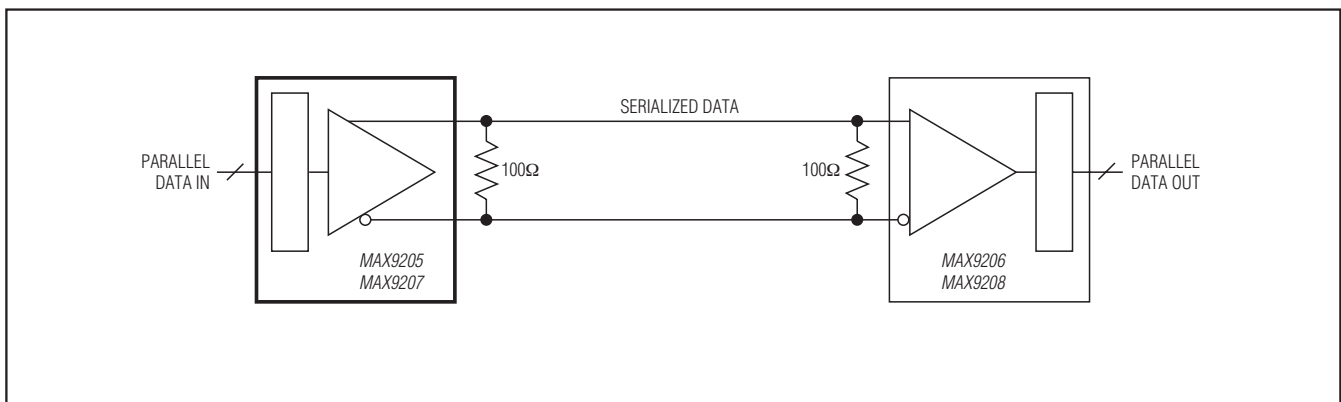 SERIALIZED DATA
PARALLEL
DATA IN
100Ω
100Ω
PARALLEL
DATA OUT
MAX9205
MAX9207
MAX9206
MAX9208